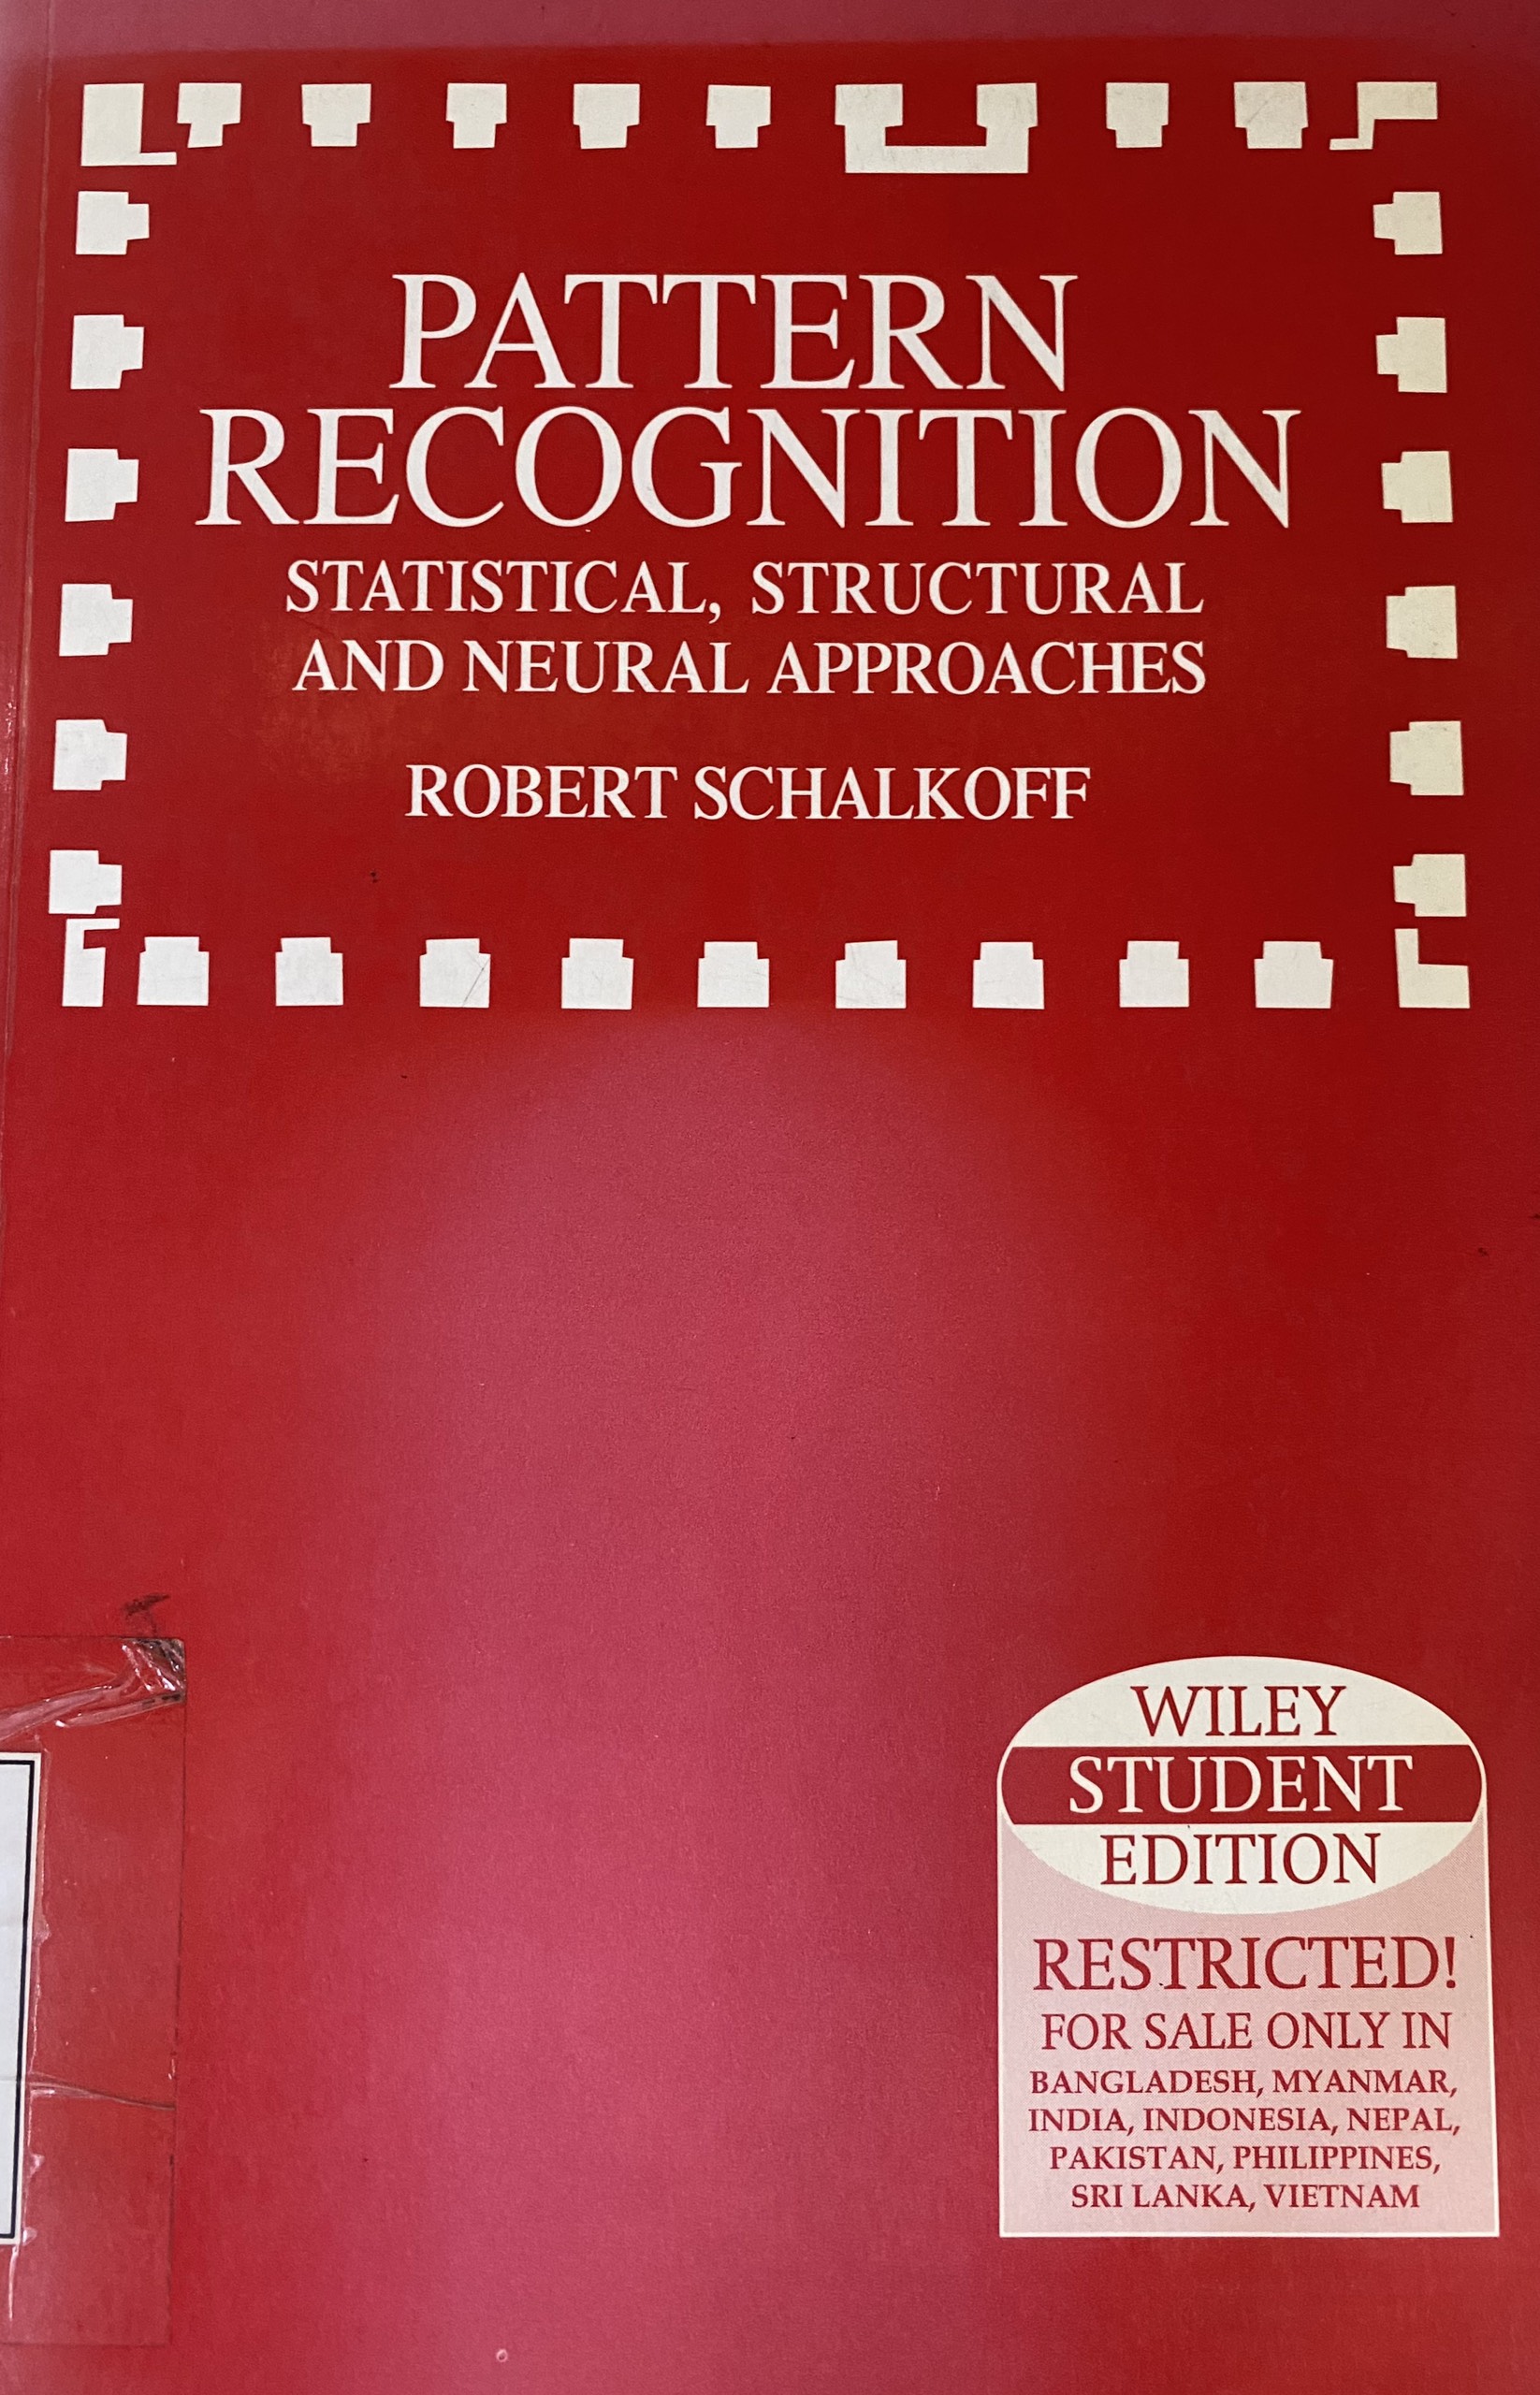 PATTERN
RECOGNITION
STATISTICAL, STRUCTURAL
AND NEURAL APPROACHES
ROBERT SCHALKOFF
WILEY
STUDENT
EDITION
RESTRICTED!
FOR SALE ONLY IN
BANGLADESH, MYANMAR,
INDIA, INDONESIA, NEPAL,
PAKISTAN, PHILIPPINES,
SRI LANKA, VIETNAM